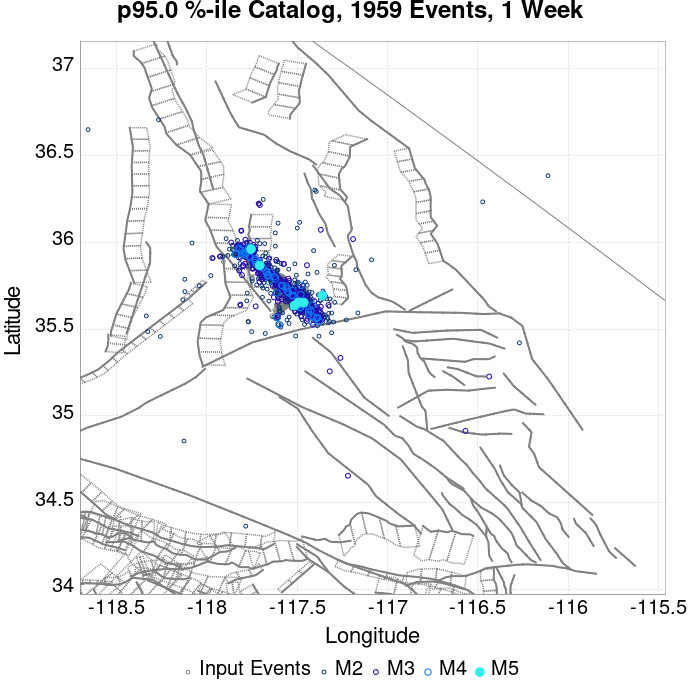 p95.0 %-ile Catalog, 1959 Events, 1 Week
Latitude
37
36.5
36
35.5
35
34.5
34
-118.5 -118 -117.5 -117 -116.5 -116 -115.5
Longitude
Input Events M2 M3 M4 M5